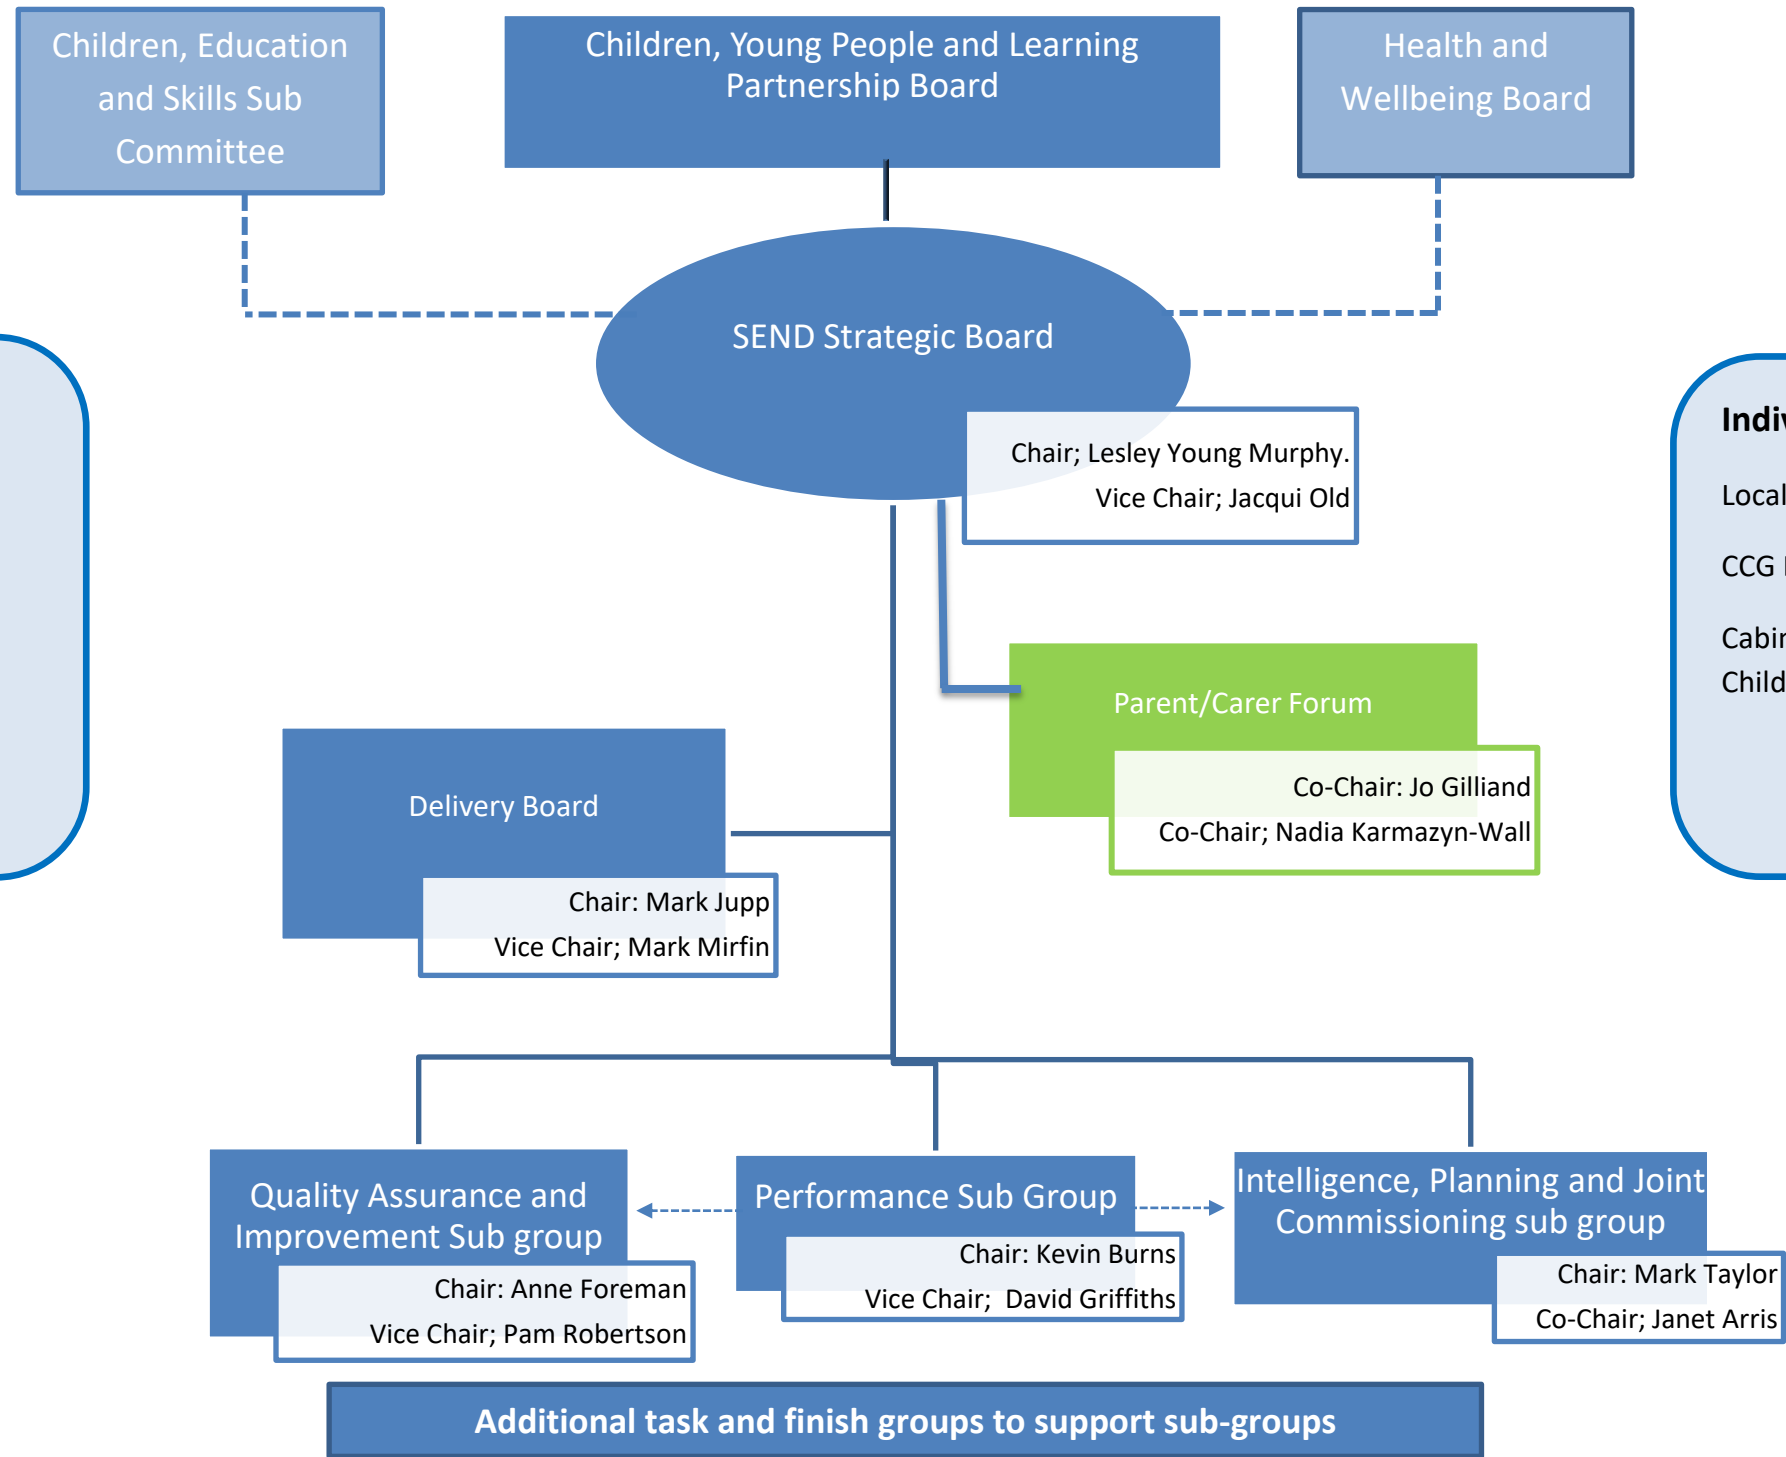 Children, Education
and Skills Sub
Committee
Children, Young People and Learning
Partnership Board
Health and
Wellbeing Board
SEND Strategic Board
Chair; Lesley Young Murphy.
Vice Chair; Jacqui Old
Local
CCG
Parent/Carer Forum
Co-Chair: Jo Gilliand
Co-Chair; Nadia Karmazyn-Wall
Delivery Board
Chair: Mark Jupp
Vice Chair; Mark Mirfin
Quality Assurance and
Improvement Sub group
Chair: Anne Foreman
Vice Chair; Pam Robertson
Performance Sub Group
Chair: Kevin Burns
Vice Chair;  David Griffiths
Intelligence, Planning and Joint
Commissioning sub group
Chair: Mark Taylor
Co-Chair; Janet Arris
Additional task and finish groups to support sub-groups